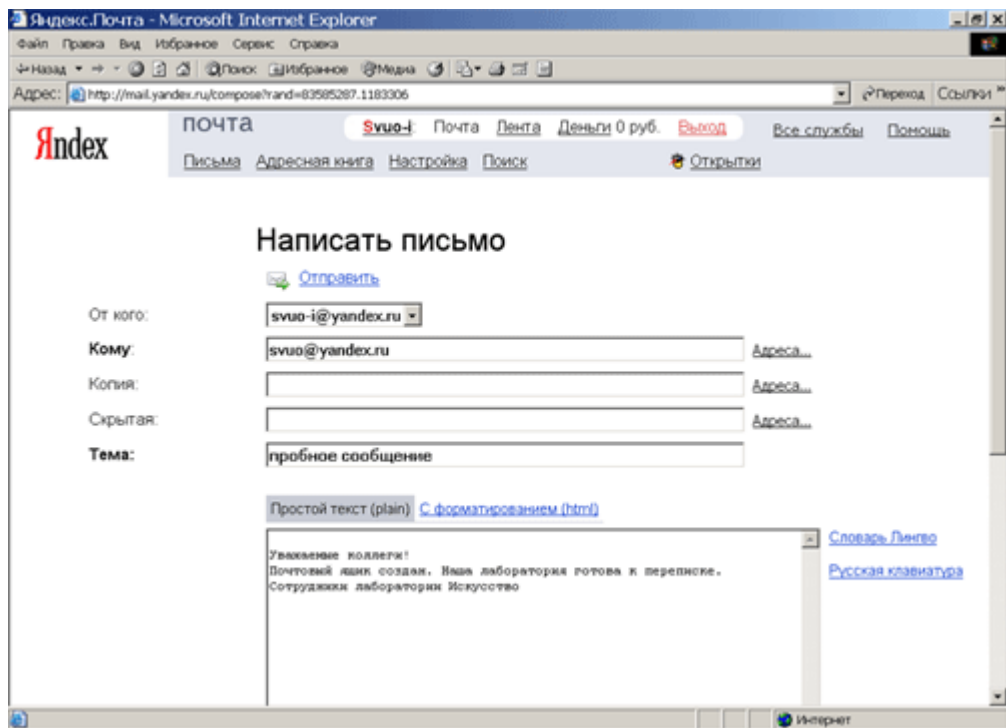 Яндекс.Почта - Microsoft Internet Explorer
Файл Правка Вид Избранное Сервис Справка
Назад Поиск Избранное Медиа
Адрес: http://mail.yandex.ru/compose?rand=83585287.1183306 Переход Ссылки »
Яndex почта Svuo-i: Почта Лента Деньги 0 руб. Выход Все службы Помощь
Письма Адресная книга Настройка Поиск Открытки
Написать письмо
Отправить
От кого: svuo-i@yandex.ru
Кому: svuo@yandex.ru Адреса...
Копия: Адреса...
Скрытая: Адреса...
Тема: пробное сообщение
Простой текст (plain) С форматированием (html)
Словарь Лингво
Уважаемые коллеги!
Почтовый ящик создан. Наша лаборатория готова к переписке.
Русская клавиатура
Сотрудники лаборатории Искусство
Интернет